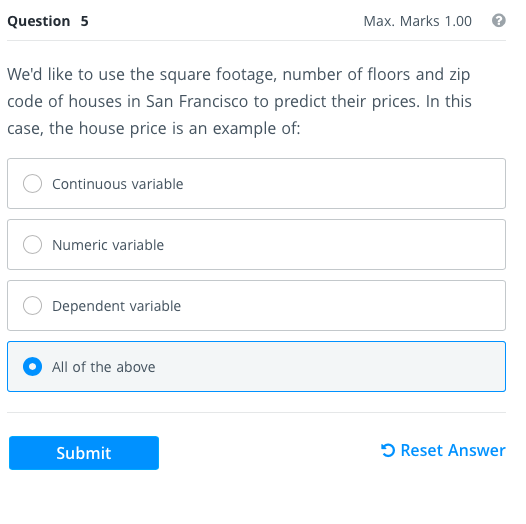 Question 5 Max. Marks 1.00
We'd like to use the square footage, number of floors and zip
code of houses in San Francisco to predict their prices. In this
case, the house price is an example of:
Continuous variable
Numeric variable
Dependent variable
All of the above
Submit Reset Answer